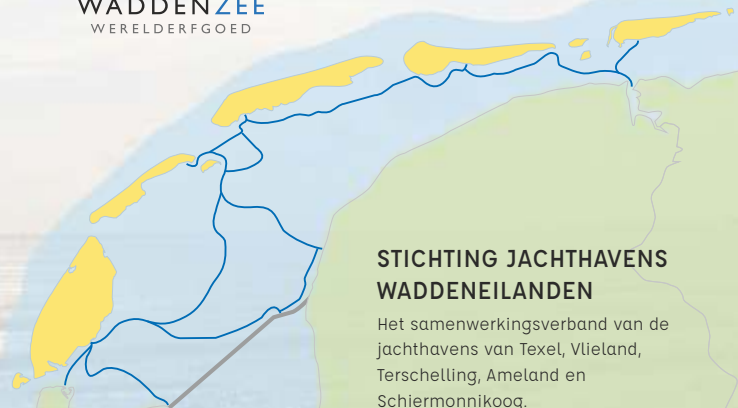 WADDENZEE
WERELDERFGOED
STICHTING JACHTHAVENS
WADDENEILANDEN
Het samenwerkingsverband van de
jachthavens van Texel, Vlieland,
Terschelling, Ameland en
Schiermonnikoog.